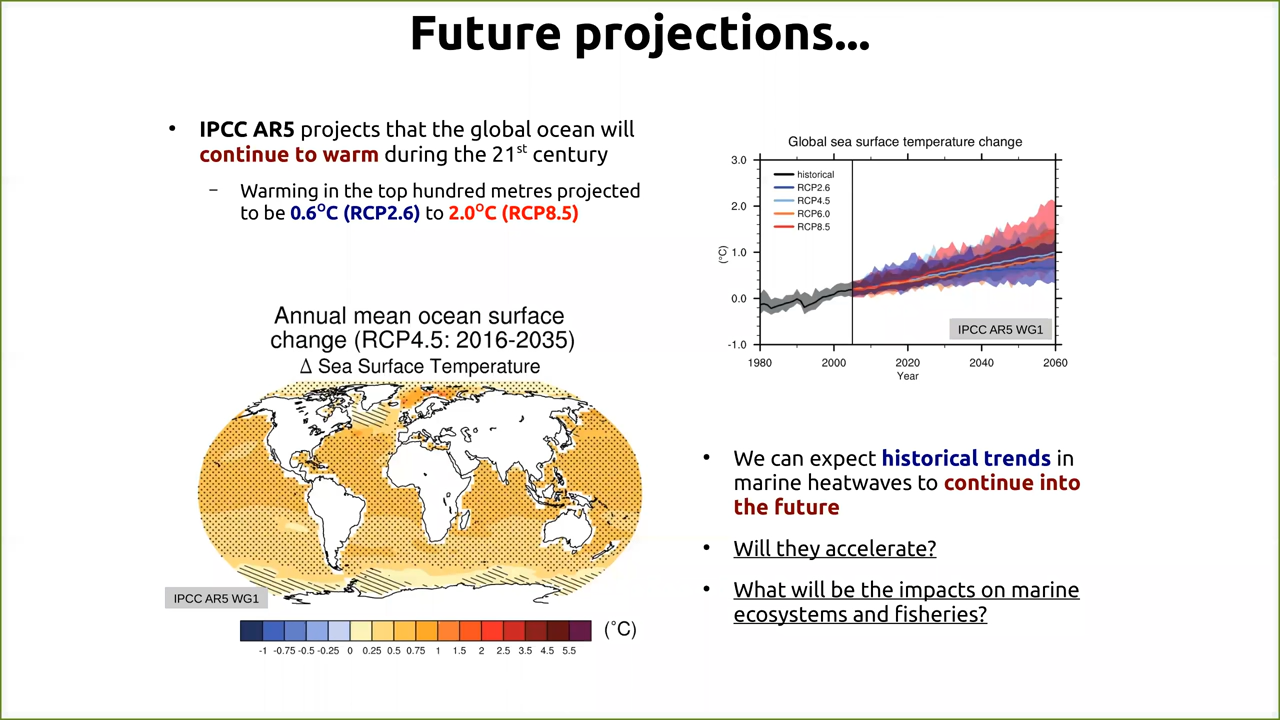 Future projections...
• IPCC AR5 projects that the global ocean will
continue to warm during the 21st century
– Warming in the top hundred metres projected
to be 0.6°C (RCP2.6) to 2.0°C (RCP8.5)
Annual mean ocean surface
change (RCP4.5: 2016-2035)
Δ Sea Surface Temperature
IPCC AR5 WG1
-1 -0.75 -0.5 -0.25 0 0.25 0.5 0.75 1 1.5 2 2.5 3.5 4.5 5.5
(°C)
Global sea surface temperature change
3.0
2.0
1.0
0.0
-1.0
(°C)
historical
RCP2.6
RCP4.5
RCP6.0
RCP8.5
IPCC AR5 WG1
1980 2000 2020 2040 2060
Year
• We can expect historical trends in
marine heatwaves to continue into
the future
• Will they accelerate?
• What will be the impacts on marine
ecosystems and fisheries?